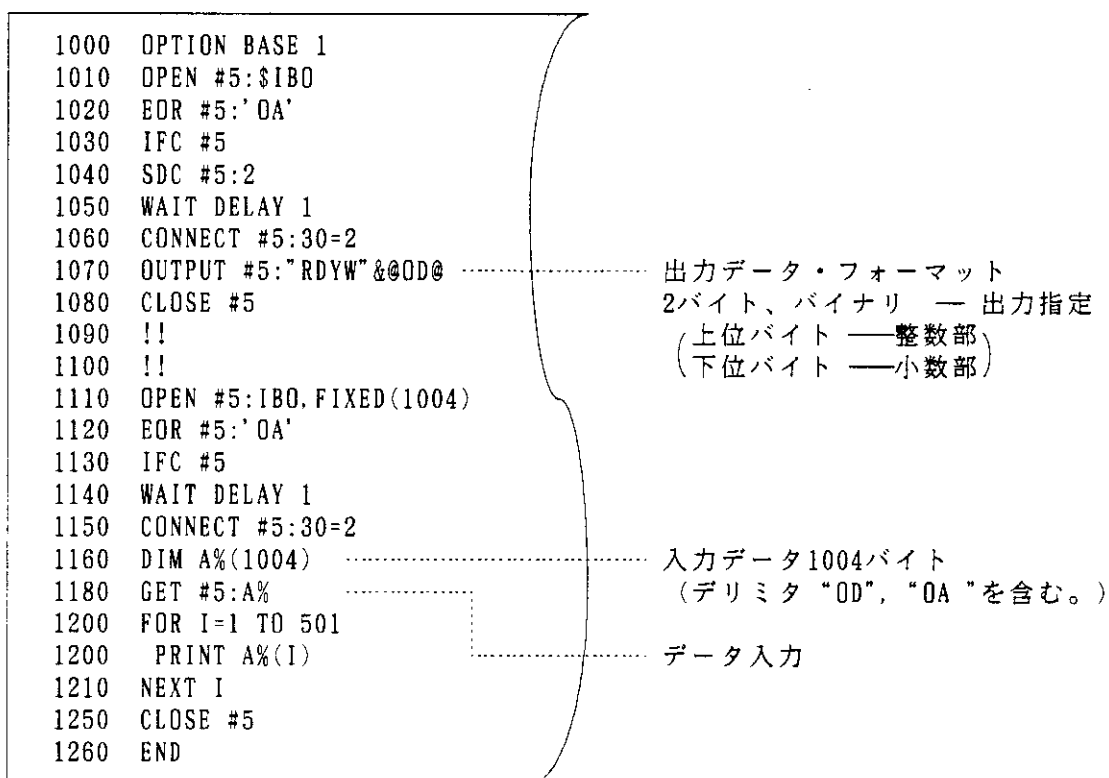 1000 OPTION BASE 1
1010 OPEN #5:$IB0
1020 EOR #5:'0A'
1030 IFC #5
1040 SDC #5:2
1050 WAIT DELAY 1
1060 CONNECT #5:30=2
1070 OUTPUT #5:"RDYW"&@0D@ 出力データ・フォーマット
1080 CLOSE #5 2バイト、バイナリ ― 出力指定
1090 !! (上位バイト ――整数部)
1100 !! (下位バイト ――小数部)
1110 OPEN #5:IB0,FIXED(1004)
1120 EOR #5:'0A'
1130 IFC #5
1140 WAIT DELAY 1
1150 CONNECT #5:30=2
1160 DIM A%(1004) 入力データ1004バイト
1180 GET #5:A% (デリミタ “0D”, “0A ”を含む。)
1200 FOR I=1 TO 501
1200 PRINT A%(I) データ入力
1210 NEXT I
1250 CLOSE #5
1260 END